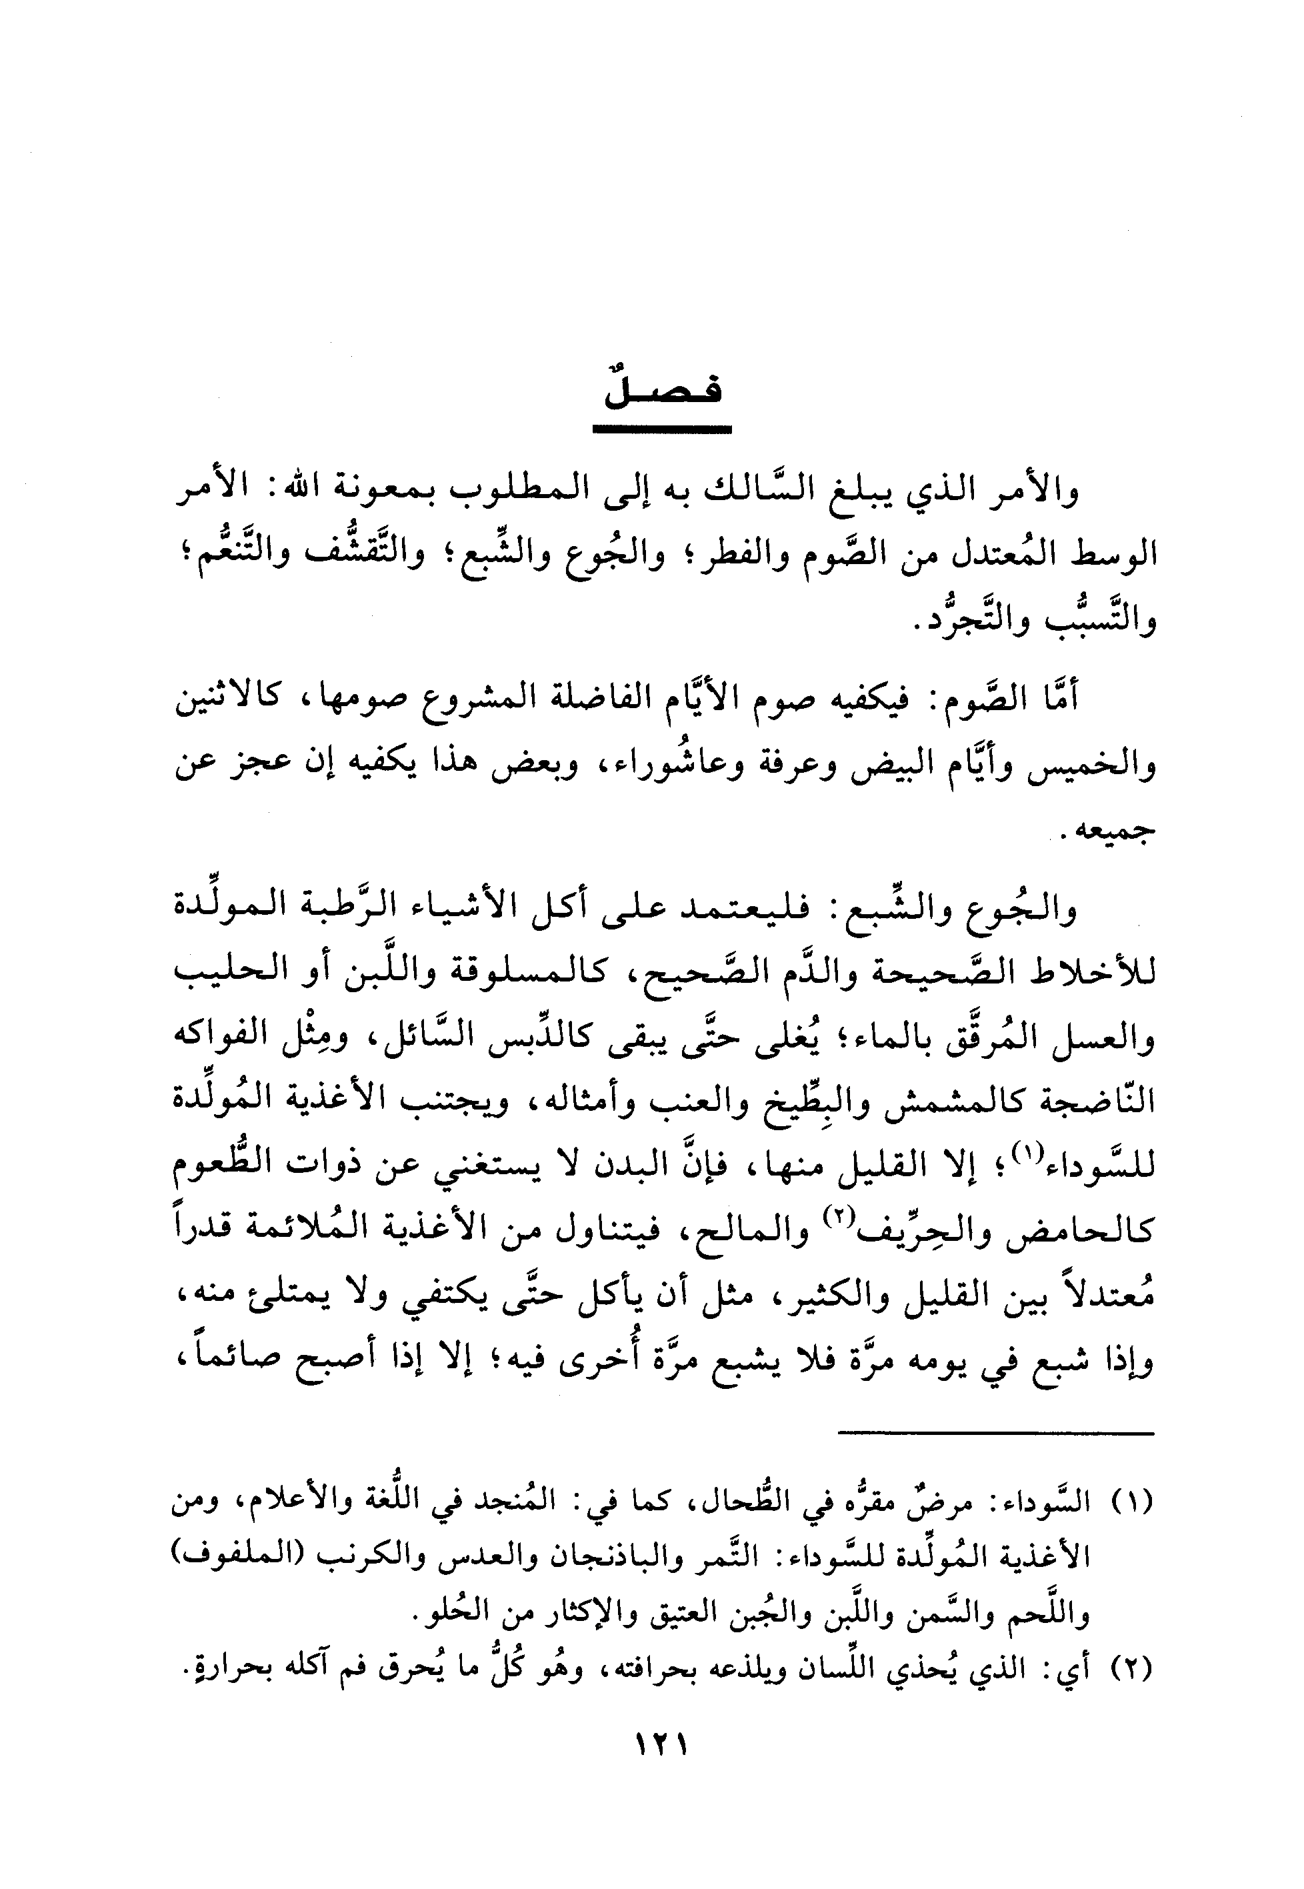 فصلٌ
والأمر الذي يبلغ السَّالك به إلى المطلوب بمعونة الله: الأمر
الوسط المُعتدل من الصَّوم والفطر؛ والجُوع والشِّبع؛ والتَّقشُّف والتَّنعُّم؛
والتَّسبُّب والتَّجرُّد.
أمَّا الصَّوم: فيكفيه صوم الأيَّام الفاضلة المشروع صومها، كالاثنين
والخميس وأيَّام البيض وعرفة وعاشُوراء، وبعض هذا يكفيه إن عجز عن
جميعه.
والجُوع والشِّبع: فليعتمد على أكل الأشياء الرَّطبة المولِّدة
للأخلاط الصَّحيحة والدَّم الصَّحيح، كالمسلوقة واللَّبن أو الحليب
والعسل المُرقَّق بالماء؛ يُغلى حتَّى يبقى كالدِّبس السَّائل، ومِثْل الفواكه
النّاضجة كالمشمش والبِطِّيخ والعنب وأمثاله، ويجتنب الأغذية المُولِّدة
للسَّوداء(١)؛ إلا القليل منها، فإنَّ البدن لا يستغني عن ذوات الطُّعوم
كالحامض والحِرِّيف(٢) والمالح، فيتناول من الأغذية المُلائمة قدراً
مُعتدلاً بين القليل والكثير، مثل أن يأكل حتَّى يكتفي ولا يمتلئ منه،
وإذا شبع في يومه مرَّة فلا يشبع مرَّة أُخرى فيه؛ إلا إذا أصبح صائماً،
(١) السَّوداء: مرضٌ مقرُّه في الطُّحال، كما في: المُنجد في اللُّغة والأعلام، ومن
الأغذية المُولِّدة للسَّوداء: التَّمر والباذنجان والعدس والكرنب (الملفوف)
واللَّحم والسَّمن واللَّبن والجُبن العتيق والإكثار من الحُلو.
(٢) أي: الذي يُحذي اللِّسان ويلذعه بحرافته، وهُو كُلُّ ما يُحرق فم آكله بحرارةٍ.
١٢١